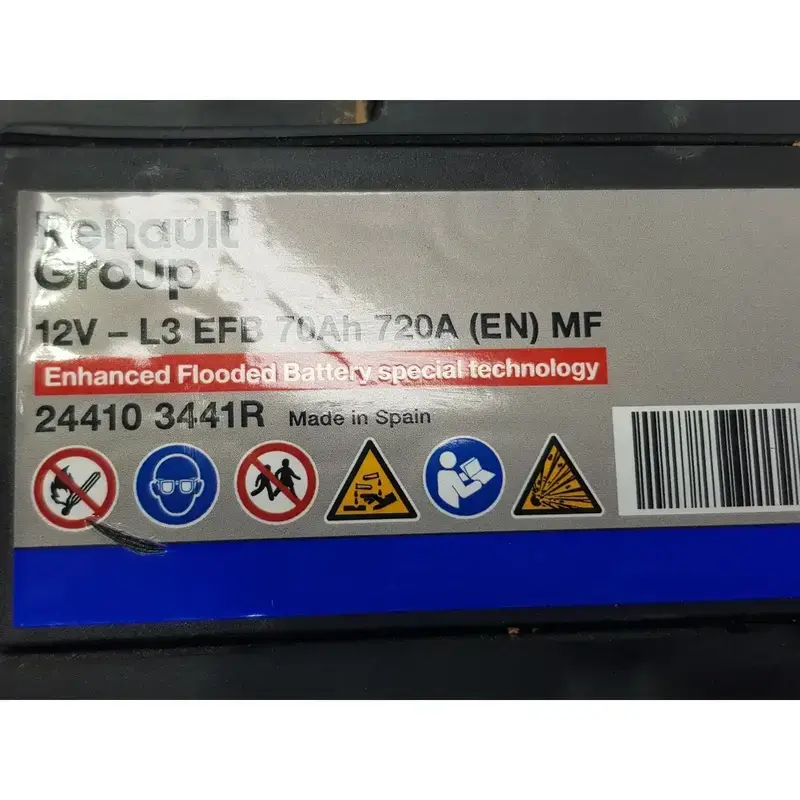 Renault
Group
12V – L3 EFB 70Ah 720A (EN) MF
Enhanced Flooded Battery special technology
24410 3441R Made in Spain